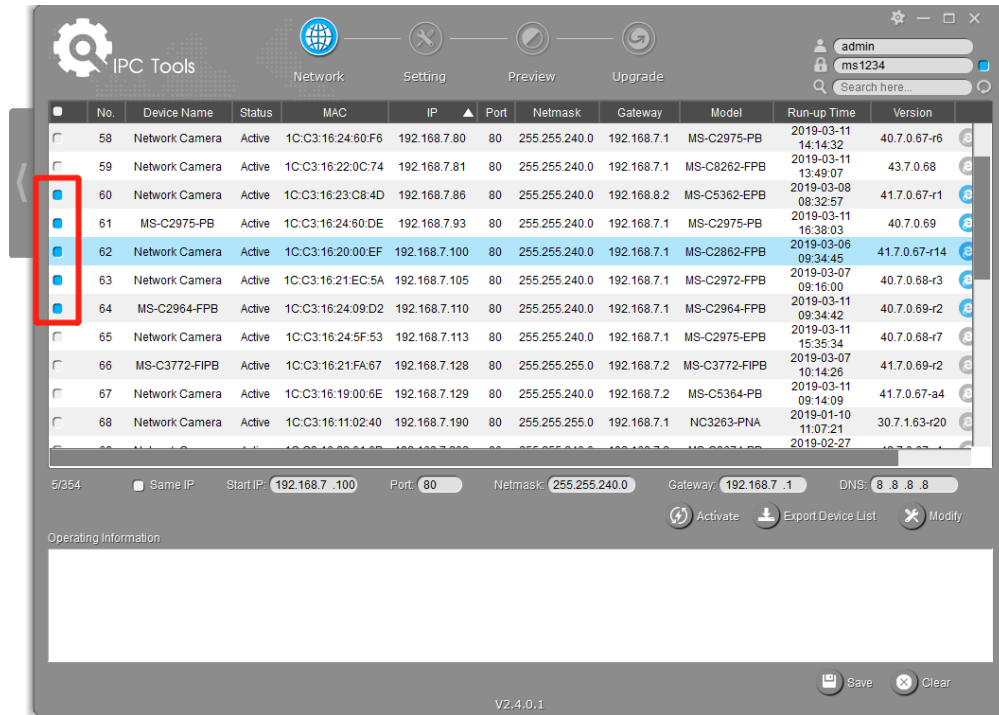 IPC Tools
Network Setting Preview Upgrade
admin
ms1234
Search here...
No. Device Name Status MAC IP Port Netmask Gateway Model Run-up Time Version
58 Network Camera Active 1C:C3:16:24:60:F6 192.168.7.80 80 255.255.240.0 192.168.7.1 MS-C2975-PB 2019-03-11 14:14:32 40.7.0.67-r6
59 Network Camera Active 1C:C3:16:22:0C:74 192.168.7.81 80 255.255.240.0 192.168.7.1 MS-C8262-FPB 2019-03-11 13:49:07 43.7.0.68
60 Network Camera Active 1C:C3:16:23:C8:4D 192.168.7.86 80 255.255.240.0 192.168.8.2 MS-C5362-EPB 2019-03-08 08:32:57 41.7.0.67-r1
61 MS-C2975-PB Active 1C:C3:16:24:60:DE 192.168.7.93 80 255.255.240.0 192.168.7.1 MS-C2975-PB 2019-03-11 16:38:03 40.7.0.69
62 Network Camera Active 1C:C3:16:20:00:EF 192.168.7.100 80 255.255.240.0 192.168.7.1 MS-C2862-FPB 2019-03-06 09:34:45 41.7.0.67-r14
63 Network Camera Active 1C:C3:16:21:EC:5A 192.168.7.105 80 255.255.240.0 192.168.7.1 MS-C2972-FPB 2019-03-07 09:16:00 40.7.0.68-r3
64 MS-C2964-FPB Active 1C:C3:16:24:09:D2 192.168.7.110 80 255.255.240.0 192.168.7.1 MS-C2964-FPB 2019-03-11 09:34:42 40.7.0.69-r2
65 Network Camera Active 1C:C3:16:24:5F:53 192.168.7.113 80 255.255.240.0 192.168.7.1 MS-C2975-EPB 2019-03-11 15:35:34 40.7.0.68-r7
66 MS-C3772-FIPB Active 1C:C3:16:21:FA:67 192.168.7.128 80 255.255.255.0 192.168.7.2 MS-C3772-FIPB 2019-03-07 10:14:26 41.7.0.69-r2
67 Network Camera Active 1C:C3:16:19:00:6E 192.168.7.129 80 255.255.240.0 192.168.7.2 MS-C5364-PB 2019-03-11 09:14:09 41.7.0.67-a4
68 Network Camera Active 1C:C3:16:11:02:40 192.168.7.190 80 255.255.255.0 192.168.7.1 NC3263-PNA 2019-01-10 11:07:21 30.7.1.63-r20
2019-02-27
5/354 Same IP Start IP: 192.168.7 .100 Port: 80 Netmask: 255.255.240.0 Gateway: 192.168.7 .1 DNS: 8 .8 .8 .8
Activate Export Device List Modify
Operating Information
Save Clear
V2.4.0.1